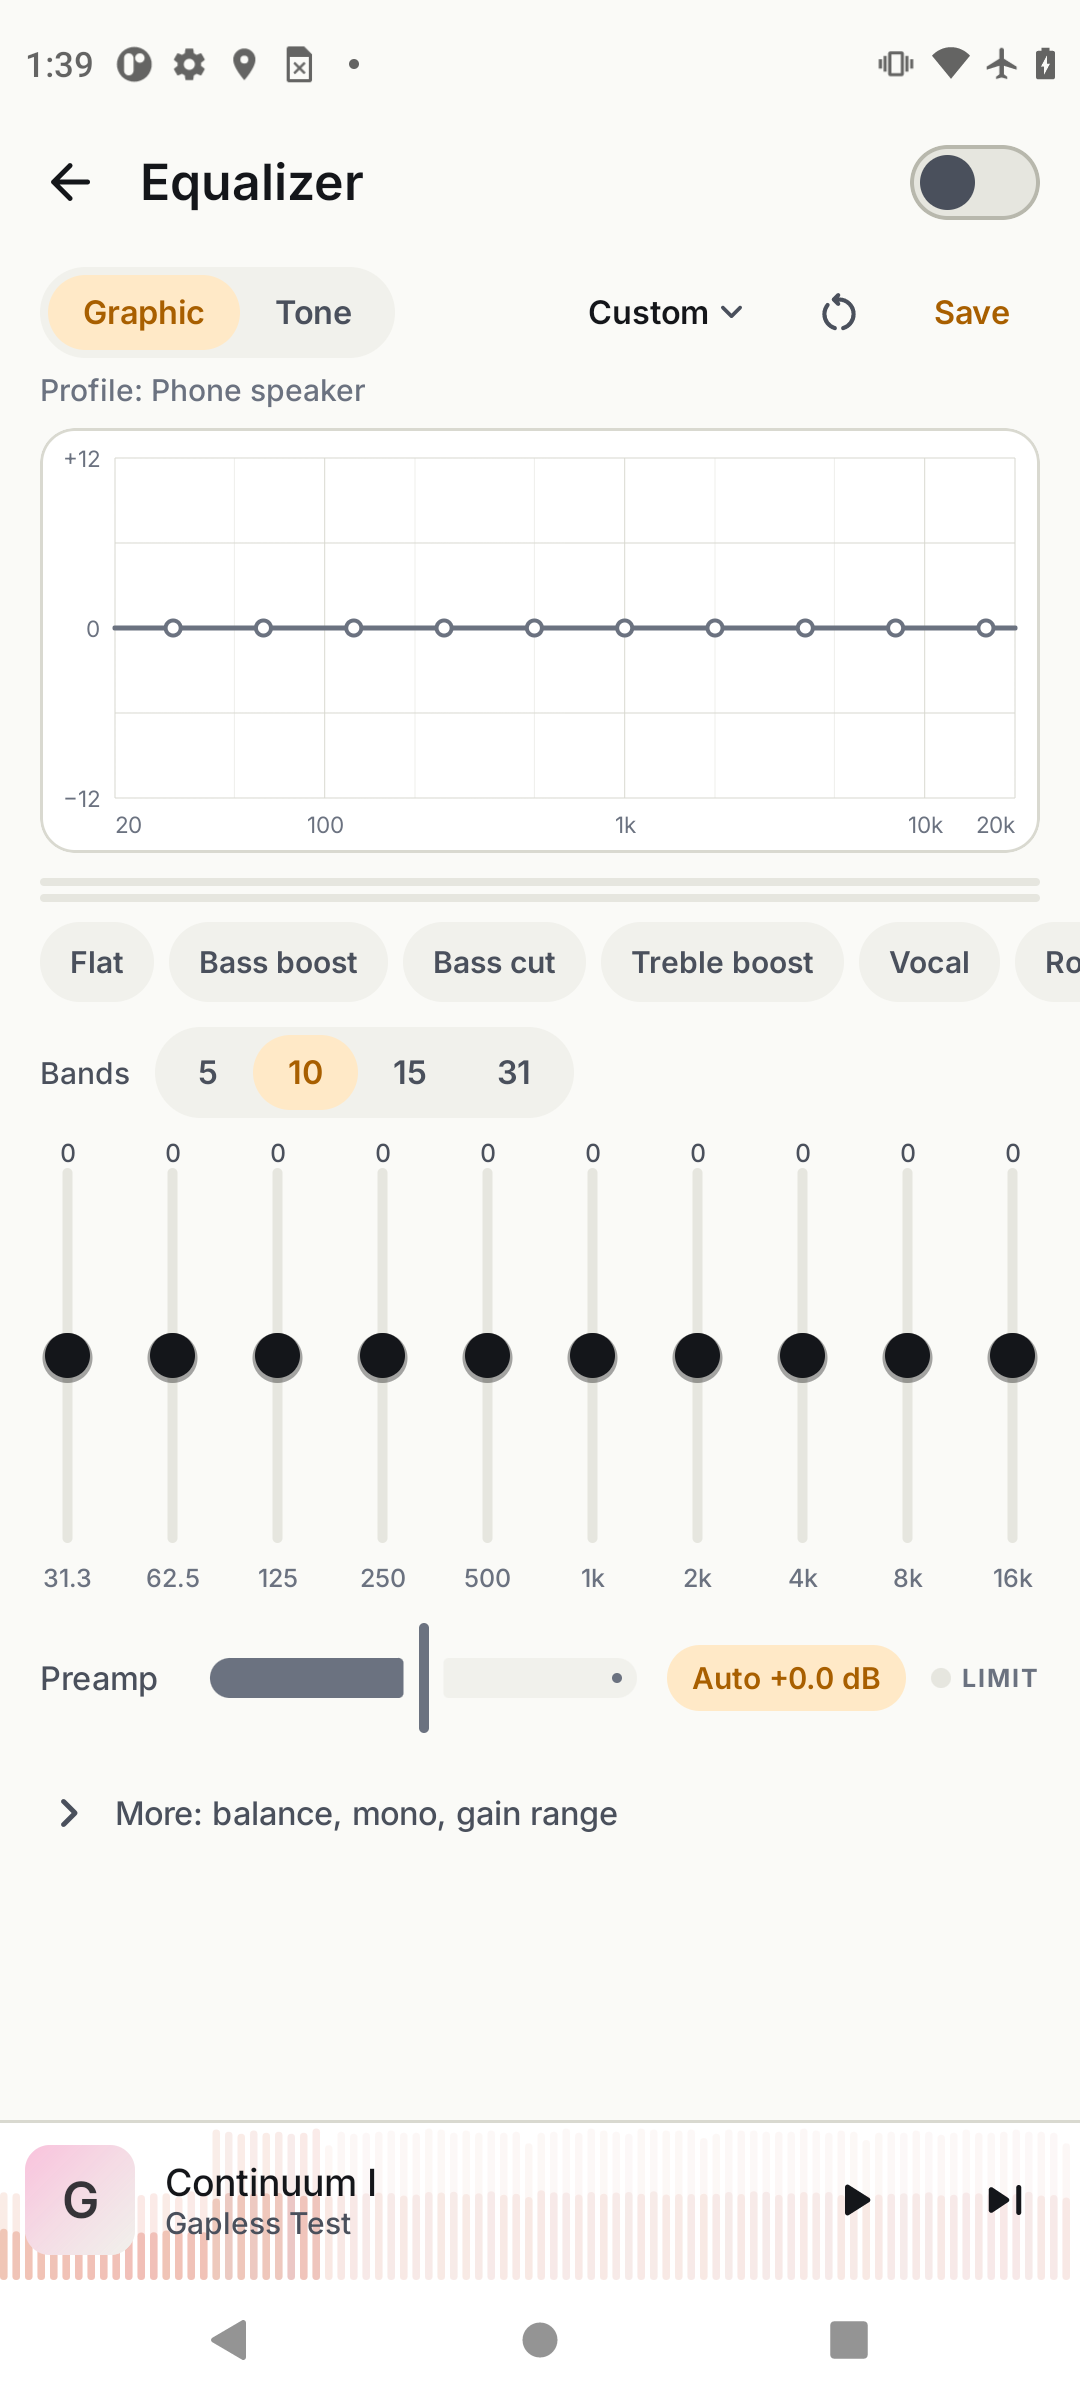 1:39
Equalizer
Graphic Tone Custom Save
Profile: Phone speaker
+12
0
−12
20 100 1k 10k 20k
Flat Bass boost Bass cut Treble boost Vocal Ro
Bands 5 10 15 31
0 0 0 0 0 0 0 0 0 0
31.3 62.5 125 250 500 1k 2k 4k 8k 16k
Preamp Auto +0.0 dB LIMIT
More: balance, mono, gain range
G
Continuum I
Gapless Test